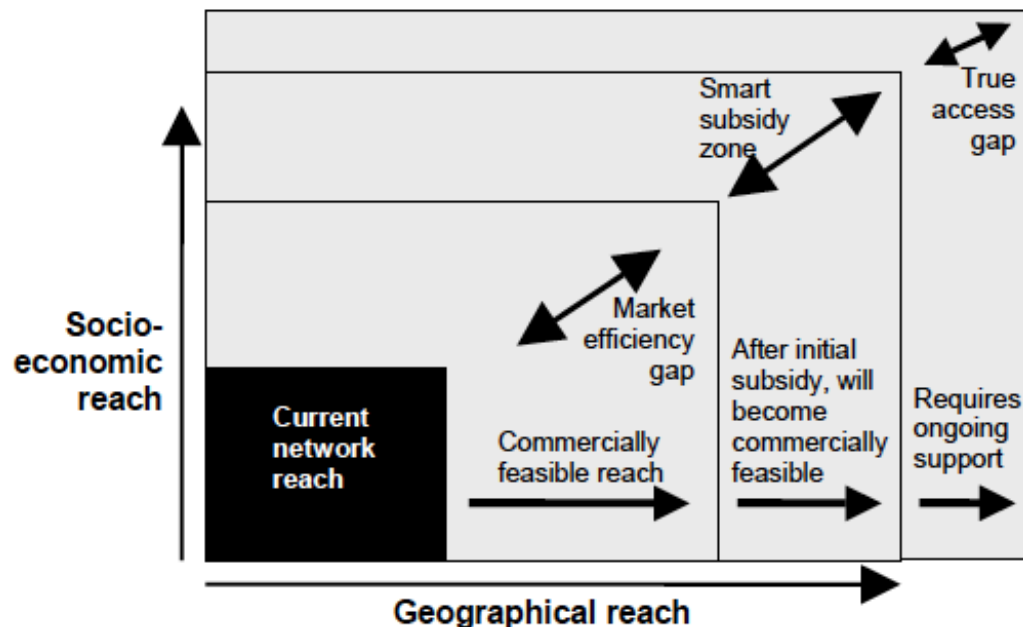 True
access
gap
Smart
subsidy
zone
Socio-
economic
reach
Market
efficiency
gap
Current
network
reach
Commercially
feasible reach
After initial
subsidy, will
become
commercially
feasible
Requires
ongoing
support
Geographical reach